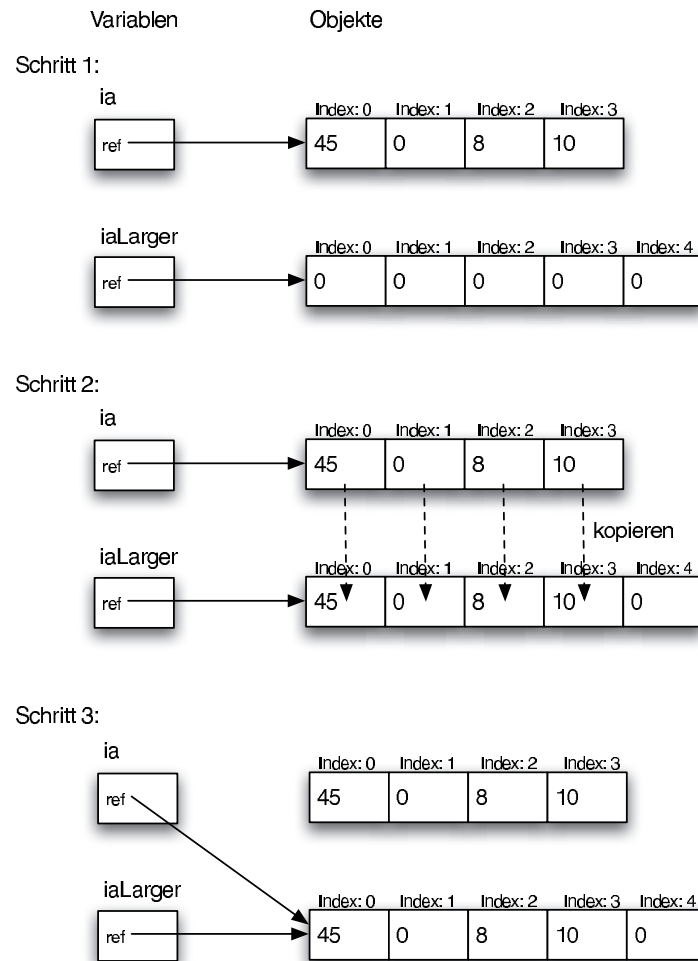 Variablen Objekte
Schritt 1:
ia
Index: 0 Index: 1 Index: 2 Index: 3
ref 45 0 8 10
iaLarger
Index: 0 Index: 1 Index: 2 Index: 3 Index: 4
ref 0 0 0 0 0
Schritt 2:
ia
Index: 0 Index: 1 Index: 2 Index: 3
ref 45 0 8 10
kopieren
iaLarger
Index: 0 Index: 1 Index: 2 Index: 3 Index: 4
ref 45 0 8 10 0
Schritt 3:
ia
Index: 0 Index: 1 Index: 2 Index: 3
ref 45 0 8 10
iaLarger
Index: 0 Index: 1 Index: 2 Index: 3 Index: 4
ref 45 0 8 10 0